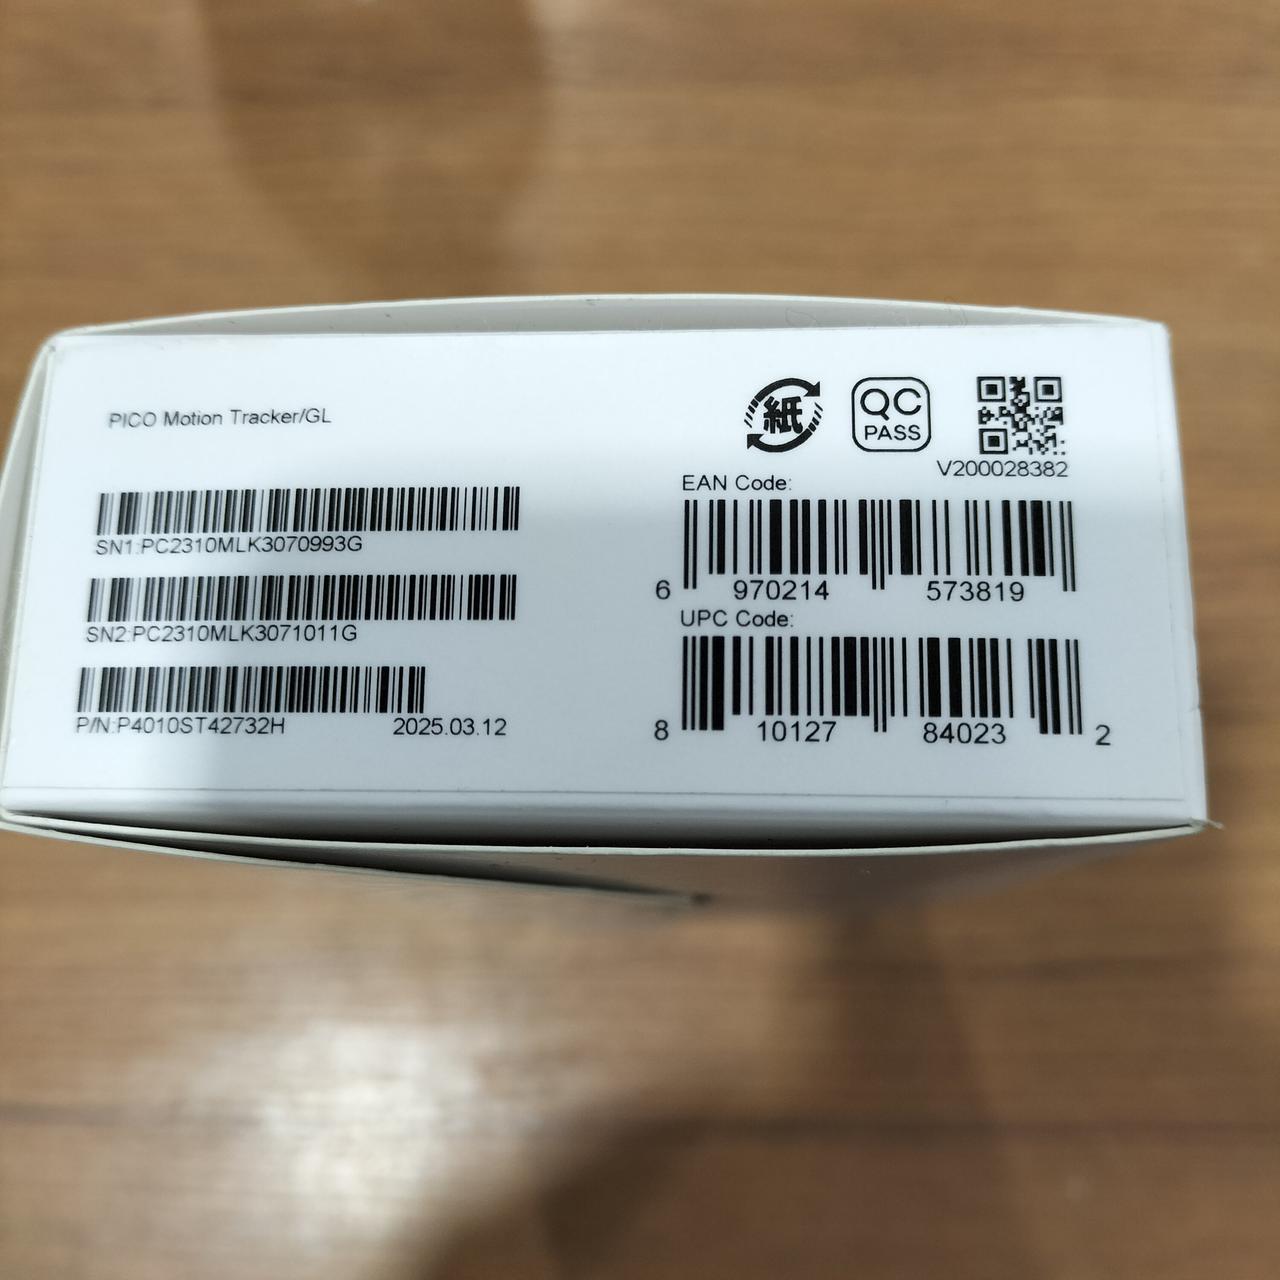 PICO Motion Tracker/GL
紙
QC
PASS
V200028382
SN1:PC2310MLK3070993G
SN2:PC2310MLK3071011G
P/N:P4010ST42732H 2025.03.12
EAN Code:
6 970214 573819
UPC Code:
8 10127 84023 2